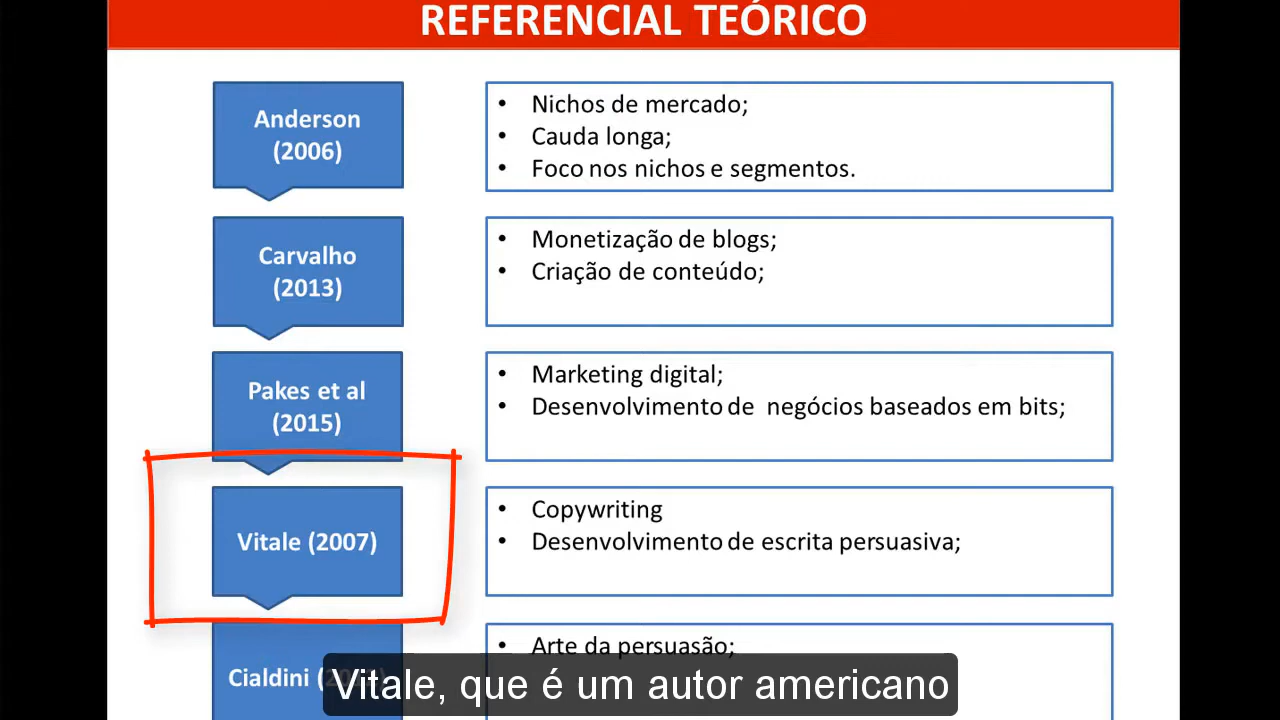 REFERENCIAL TEÓRICO
Anderson
(2006)
• Nichos de mercado;
• Cauda longa;
• Foco nos nichos e segmentos.
Carvalho
(2013)
• Monetização de blogs;
• Criação de conteúdo;
Pakes et al
(2015)
• Marketing digital;
• Desenvolvimento de negócios baseados em bits;
Vitale (2007)
• Copywriting
• Desenvolvimento de escrita persuasiva;
Cialdini
• Arte da persuasão;
Vitale, que é um autor americano